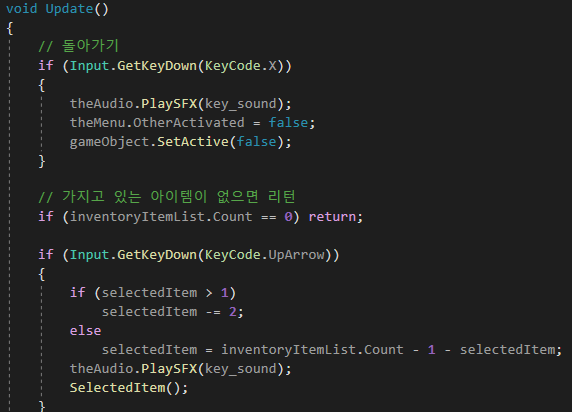 void Update()
{
// 돌아가기
if (Input.GetKeyDown(KeyCode.X))
{
theAudio.PlaySFX(key_sound);
theMenu.OtherActivated = false;
gameObject.SetActive(false);
}
// 가지고 있는 아이템이 없으면 리턴
if (inventoryItemList.Count == 0) return;
if (Input.GetKeyDown(KeyCode.UpArrow))
{
if (selectedItem > 1)
selectedItem -= 2;
else
selectedItem = inventoryItemList.Count - 1 - selectedItem;
theAudio.PlaySFX(key_sound);
SelectedItem();
}